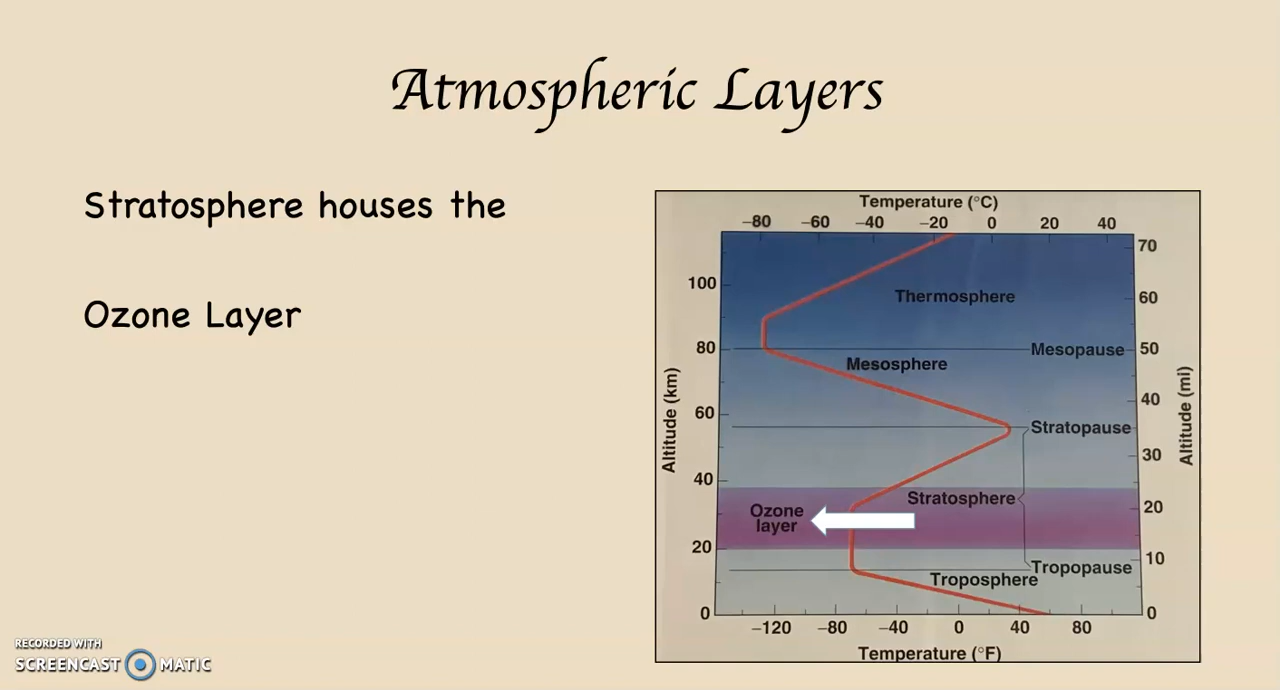 Atmospheric Layers
Stratosphere houses the
Ozone Layer
Temperature (°C)
−80 −60 −40 −20 0 20 40
70
100
Thermosphere
60
80
Mesopause
50
Mesosphere
40
60
Stratopause
30
40
Stratosphere
20
Ozone
layer
20
10
Tropopause
Troposphere
0
0
−120 −80 −40 0 40 80
Temperature (°F)
Altitude (km)
Altitude (mi)
RECORDED WITH
SCREENCAST MATIC